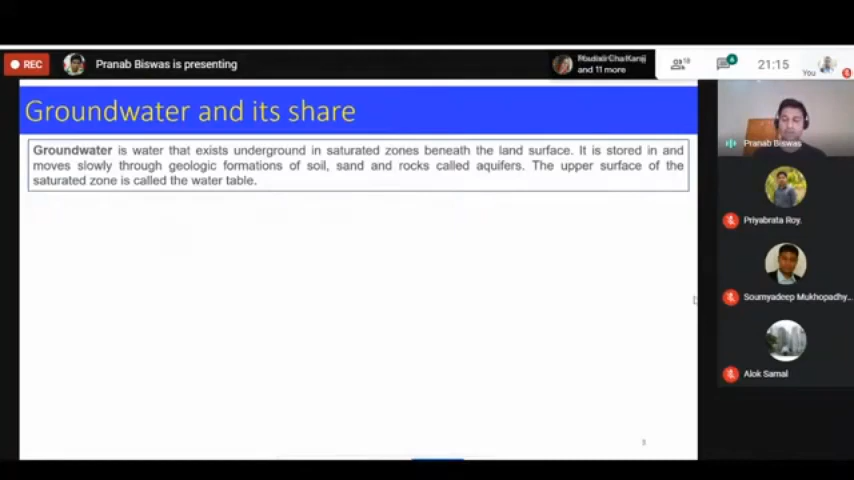 REC
Pranab Biswas is presenting
and 11 more
18
4
21:15
You
Groundwater and its share
Groundwater is water that exists underground in saturated zones beneath the land surface. It is stored in and
moves slowly through geologic formations of soil, sand and rocks called aquifers. The upper surface of the
saturated zone is called the water table.
Pranab Biswas
Priyabrata Roy.
Soumyadeep Mukhopadhy...
Alok Samal
3